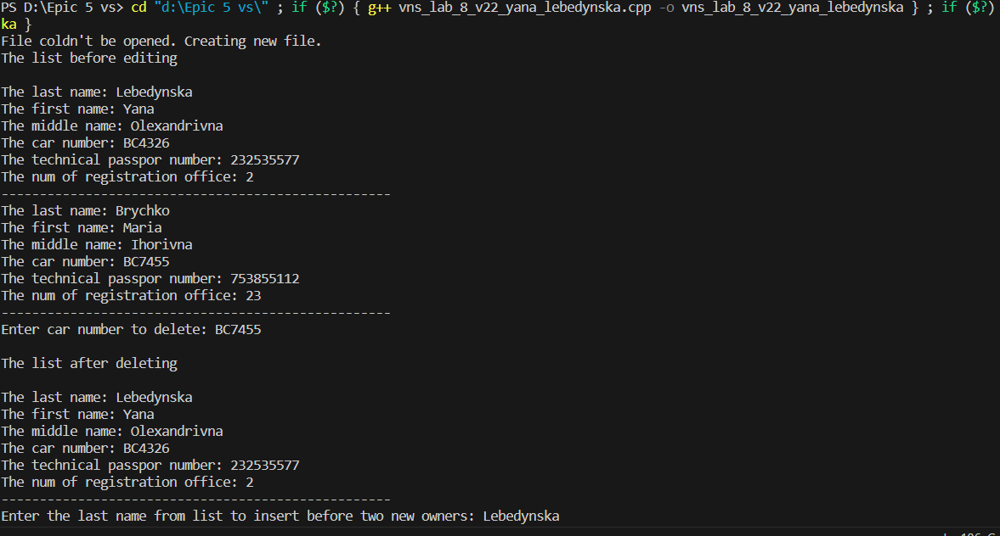 PS D:\Epic 5 vs> cd "d:\Epic 5 vs\" ; if ($?) { g++ vns_lab_8_v22_yana_lebedynska.cpp -o vns_lab_8_v22_yana_lebedynska } ; if ($?)
ka }
File coldn't be opened. Creating new file.
The list before editing
The last name: Lebedynska
The first name: Yana
The middle name: Olexandrivna
The car number: BC4326
The technical passpor number: 232535577
The num of registration office: 2
---------------------------------------------------
The last name: Brychko
The first name: Maria
The middle name: Ihorivna
The car number: BC7455
The technical passpor number: 753855112
The num of registration office: 23
---------------------------------------------------
Enter car number to delete: BC7455
The list after deleting
The last name: Lebedynska
The first name: Yana
The middle name: Olexandrivna
The car number: BC4326
The technical passpor number: 232535577
The num of registration office: 2
---------------------------------------------------
Enter the last name from list to insert before two new owners: Lebedynska